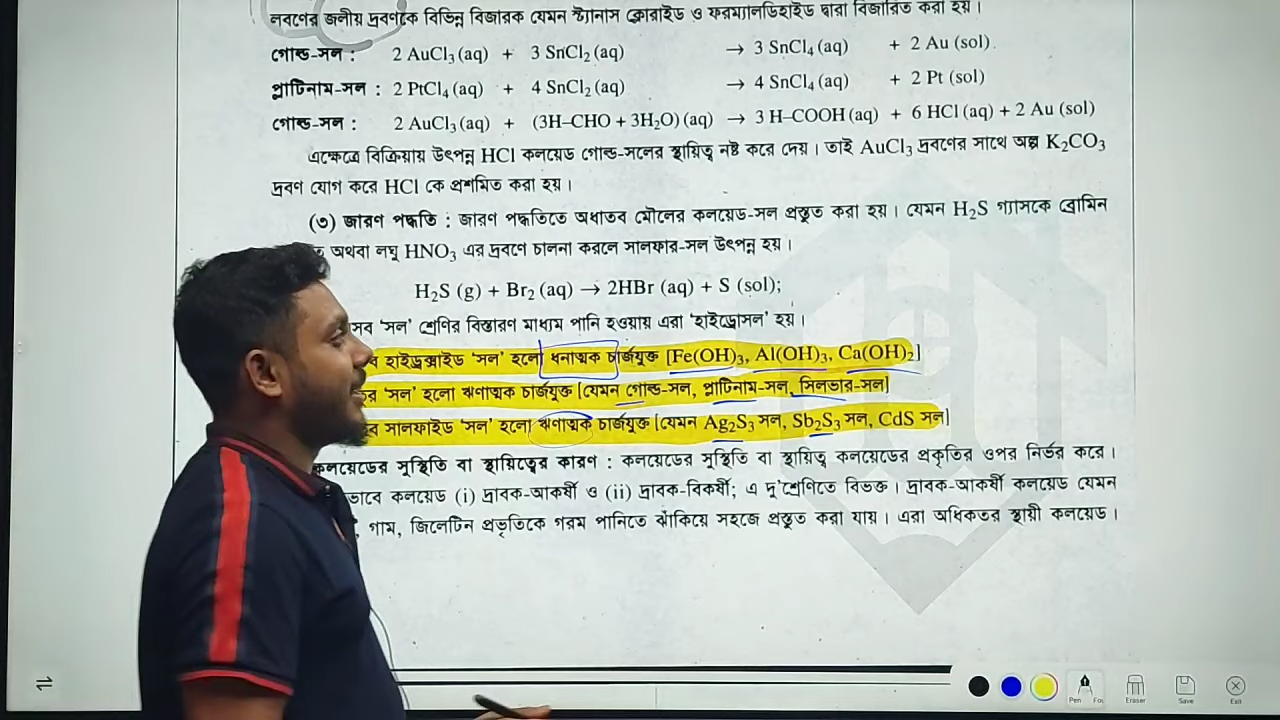 লবণের জলীয় দ্রবণকে বিভিন্ন বিজারক যেমন স্ট্যানাস ক্লোরাইড ও ফরম্যালডিহাইড দ্বারা বিজারিত করা হয়।
গোল্ড-সল : 2 AuCl₃ (aq) + 3 SnCl₂ (aq) → 3 SnCl₄ (aq) + 2 Au (sol).
প্লাটিনাম-সল : 2 PtCl₄ (aq) + 4 SnCl₂ (aq) → 4 SnCl₄ (aq) + 2 Pt (sol)
গোল্ড-সল : 2 AuCl₃ (aq) + (3H–CHO + 3H₂O) (aq) → 3 H–COOH (aq) + 6 HCl (aq) + 2 Au (sol)
এক্ষেত্রে বিক্রিয়ায় উৎপন্ন HCl কলয়েড গোল্ড-সলের স্থায়িত্ব নষ্ট করে দেয়। তাই AuCl₃ দ্রবণের সাথে অল্প K₂CO₃
দ্রবণ যোগ করে HCl কে প্রশমিত করা হয়।
(৩) জারণ পদ্ধতি : জারণ পদ্ধতিতে অধাতব মৌলের কলয়েড-সল প্রস্তুত করা হয়। যেমন H₂S গ্যাসকে ব্রোমিন
অথবা লঘু HNO₃ এর দ্রবণে চালনা করলে সালফার-সল উৎপন্ন হয়।
H₂S (g) + Br₂ (aq) → 2HBr (aq) + S (sol);
সব ‘সল’ শ্রেণির বিস্তারণ মাধ্যম পানি হওয়ায় এরা ‘হাইড্রোসল’ হয়।
হাইড্রক্সাইড ‘সল’ হলো ধনাত্মক চার্জযুক্ত [Fe(OH)₃, Al(OH)₃, Ca(OH)₂]
‘সল’ হলো ঋণাত্মক চার্জযুক্ত [যেমন গোল্ড-সল, প্লাটিনাম-সল, সিলভার-সল]
সালফাইড ‘সল’ হলো ঋণাত্মক চার্জযুক্ত [যেমন Ag₂S₃ সল, Sb₂S₃ সল, CdS সল]
কলয়েডের সুস্থিতি বা স্থায়িত্বের কারণ : কলয়েডের সুস্থিতি বা স্থায়িত্ব কলয়েডের প্রকৃতির ওপর নির্ভর করে।
কলয়েড (i) দ্রাবক-আকর্ষী ও (ii) দ্রাবক-বিকর্ষী; এ দু'শ্রেণিতে বিভক্ত। দ্রাবক-আকর্ষী কলয়েড যেমন
গাম, জিলেটিন প্রভৃতিকে গরম পানিতে ঝাঁকিয়ে সহজে প্রস্তুত করা যায়। এরা অধিকতর স্থায়ী কলয়েড।
Pen Eraser Save Exit